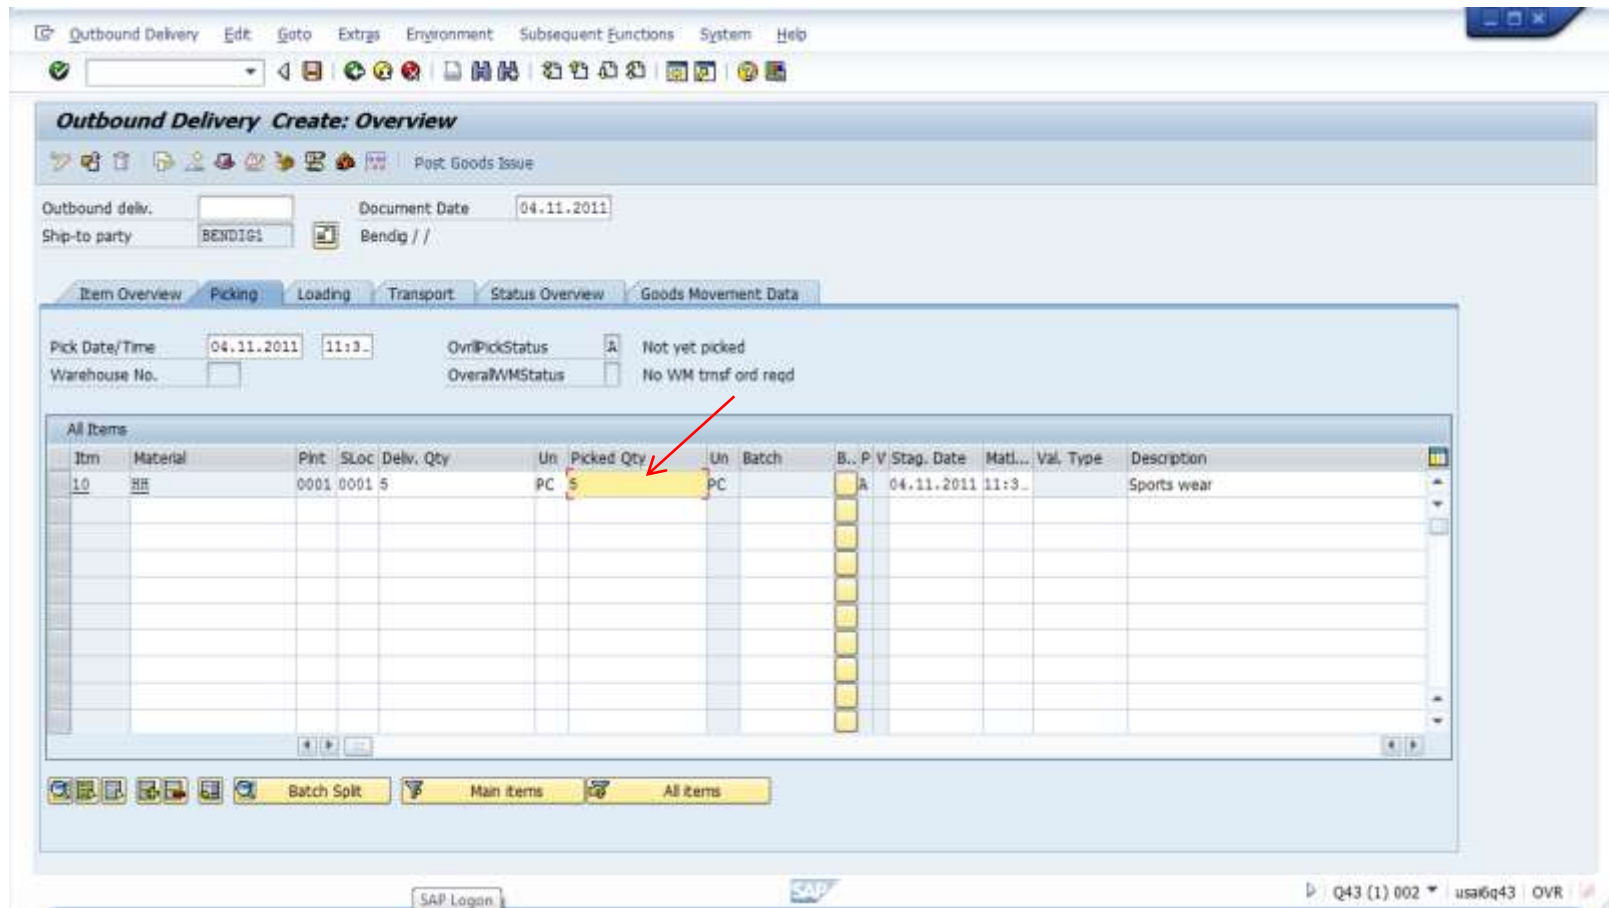 Outbound Delivery Edit Goto Extras Environment Subsequent Functions System Help
Outbound Delivery Create: Overview
Post Goods Issue
Outbound deliv. Document Date 04.11.2011
Ship-to party BENDIG1 Bendig / /
Item Overview Picking Loading Transport Status Overview Goods Movement Data
Pick Date/Time 04.11.2011 11:3.. OvrlPickStatus A Not yet picked
Warehouse No. OveralWMStatus No WM trnsf ord reqd
All Items
Itm Material Plnt SLoc Deliv. Qty Un Picked Qty Un Batch B.. P V Stag. Date Matl... Val. Type Description
10 HH 0001 0001 5 PC 5 PC A 04.11.2011 11:3.. Sports wear
Batch Split Main items All items
SAP Logon
SAP
Q43 (1) 002 usai6q43 OVR